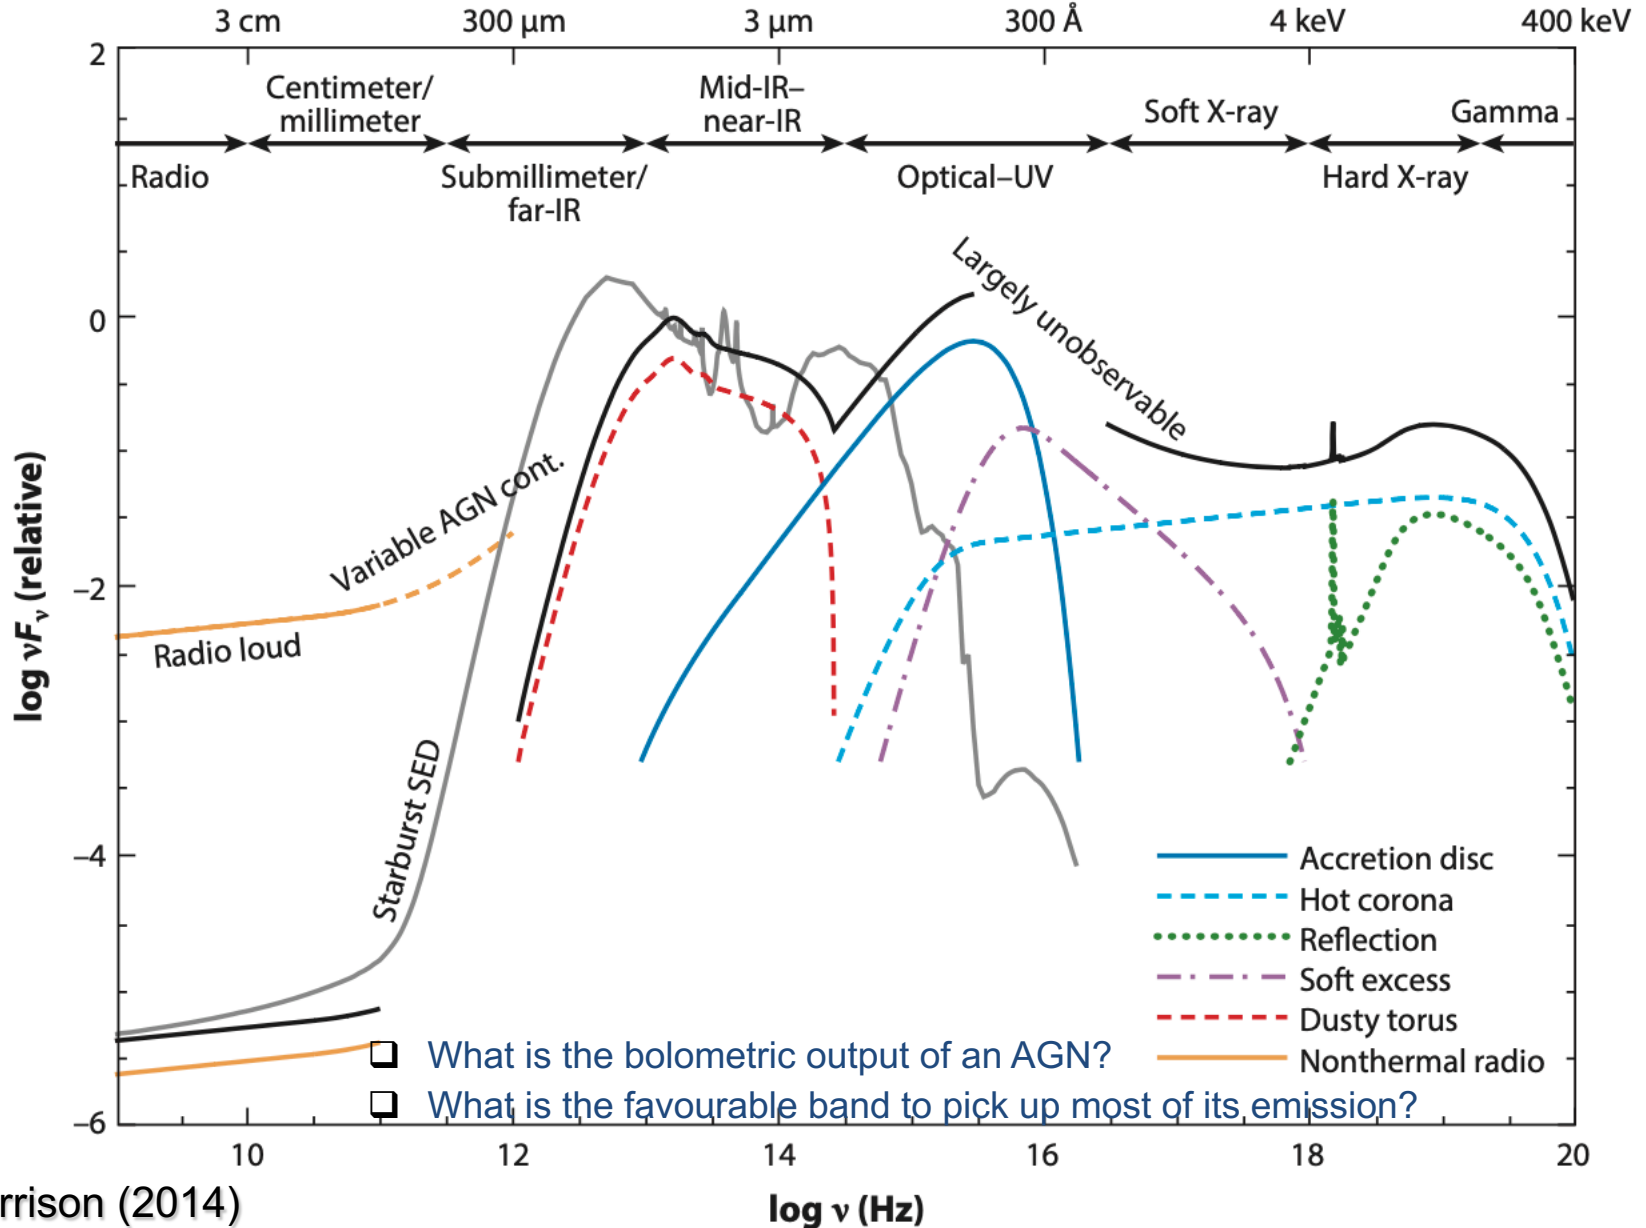 3 cm
300 µm
3 µm
300 Å
4 keV
400 keV
2
Centimeter/
millimeter
Mid-IR–
near-IR
Soft X-ray
Gamma
Radio
Submillimeter/
far-IR
Optical–UV
Hard X-ray
Largely unobservable
0
Variable AGN cont.
−2
Radio loud
log νFν (relative)
Starburst SED
−4
Accretion disc
Hot corona
Reflection
Soft excess
Dusty torus
Nonthermal radio
❑ What is the bolometric output of an AGN?
❑ What is the favourable band to pick up most of its emission?
−6
10
12
14
16
18
20
log ν (Hz)
rrison (2014)